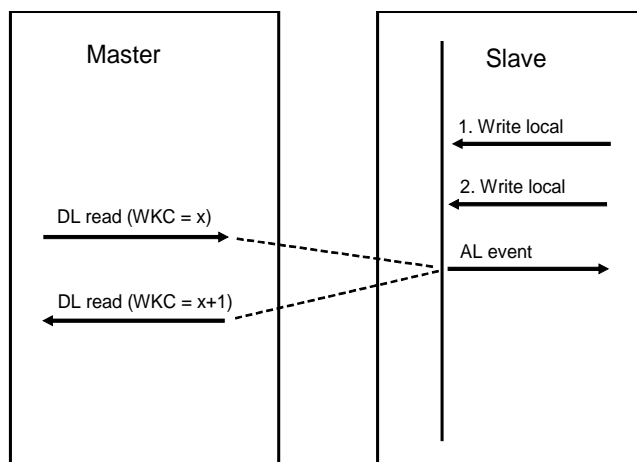 Master
Slave
1. Write local
2. Write local
DL read (WKC = x)
AL event
DL read (WKC = x+1)